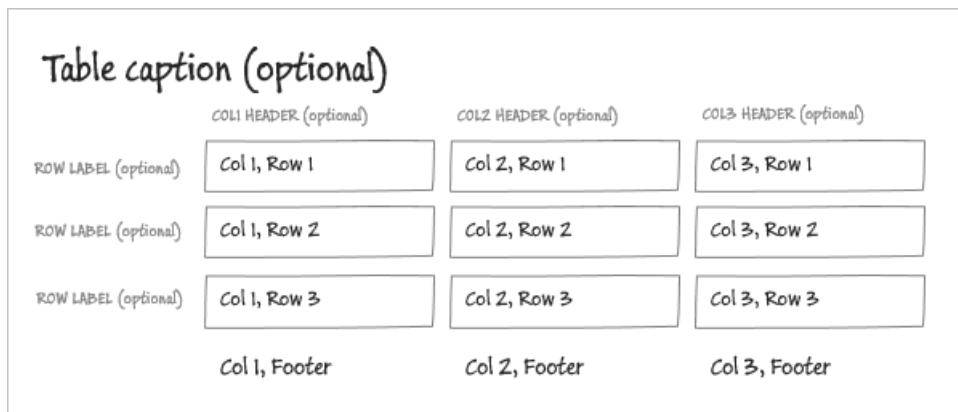 Table caption (optional)
COL1 HEADER (optional) COL2 HEADER (optional) COL3 HEADER (optional)
ROW LABEL (optional) Col 1, Row 1 Col 2, Row 1 Col 3, Row 1
ROW LABEL (optional) Col 1, Row 2 Col 2, Row 2 Col 3, Row 2
ROW LABEL (optional) Col 1, Row 3 Col 2, Row 3 Col 3, Row 3
Col 1, Footer Col 2, Footer Col 3, Footer